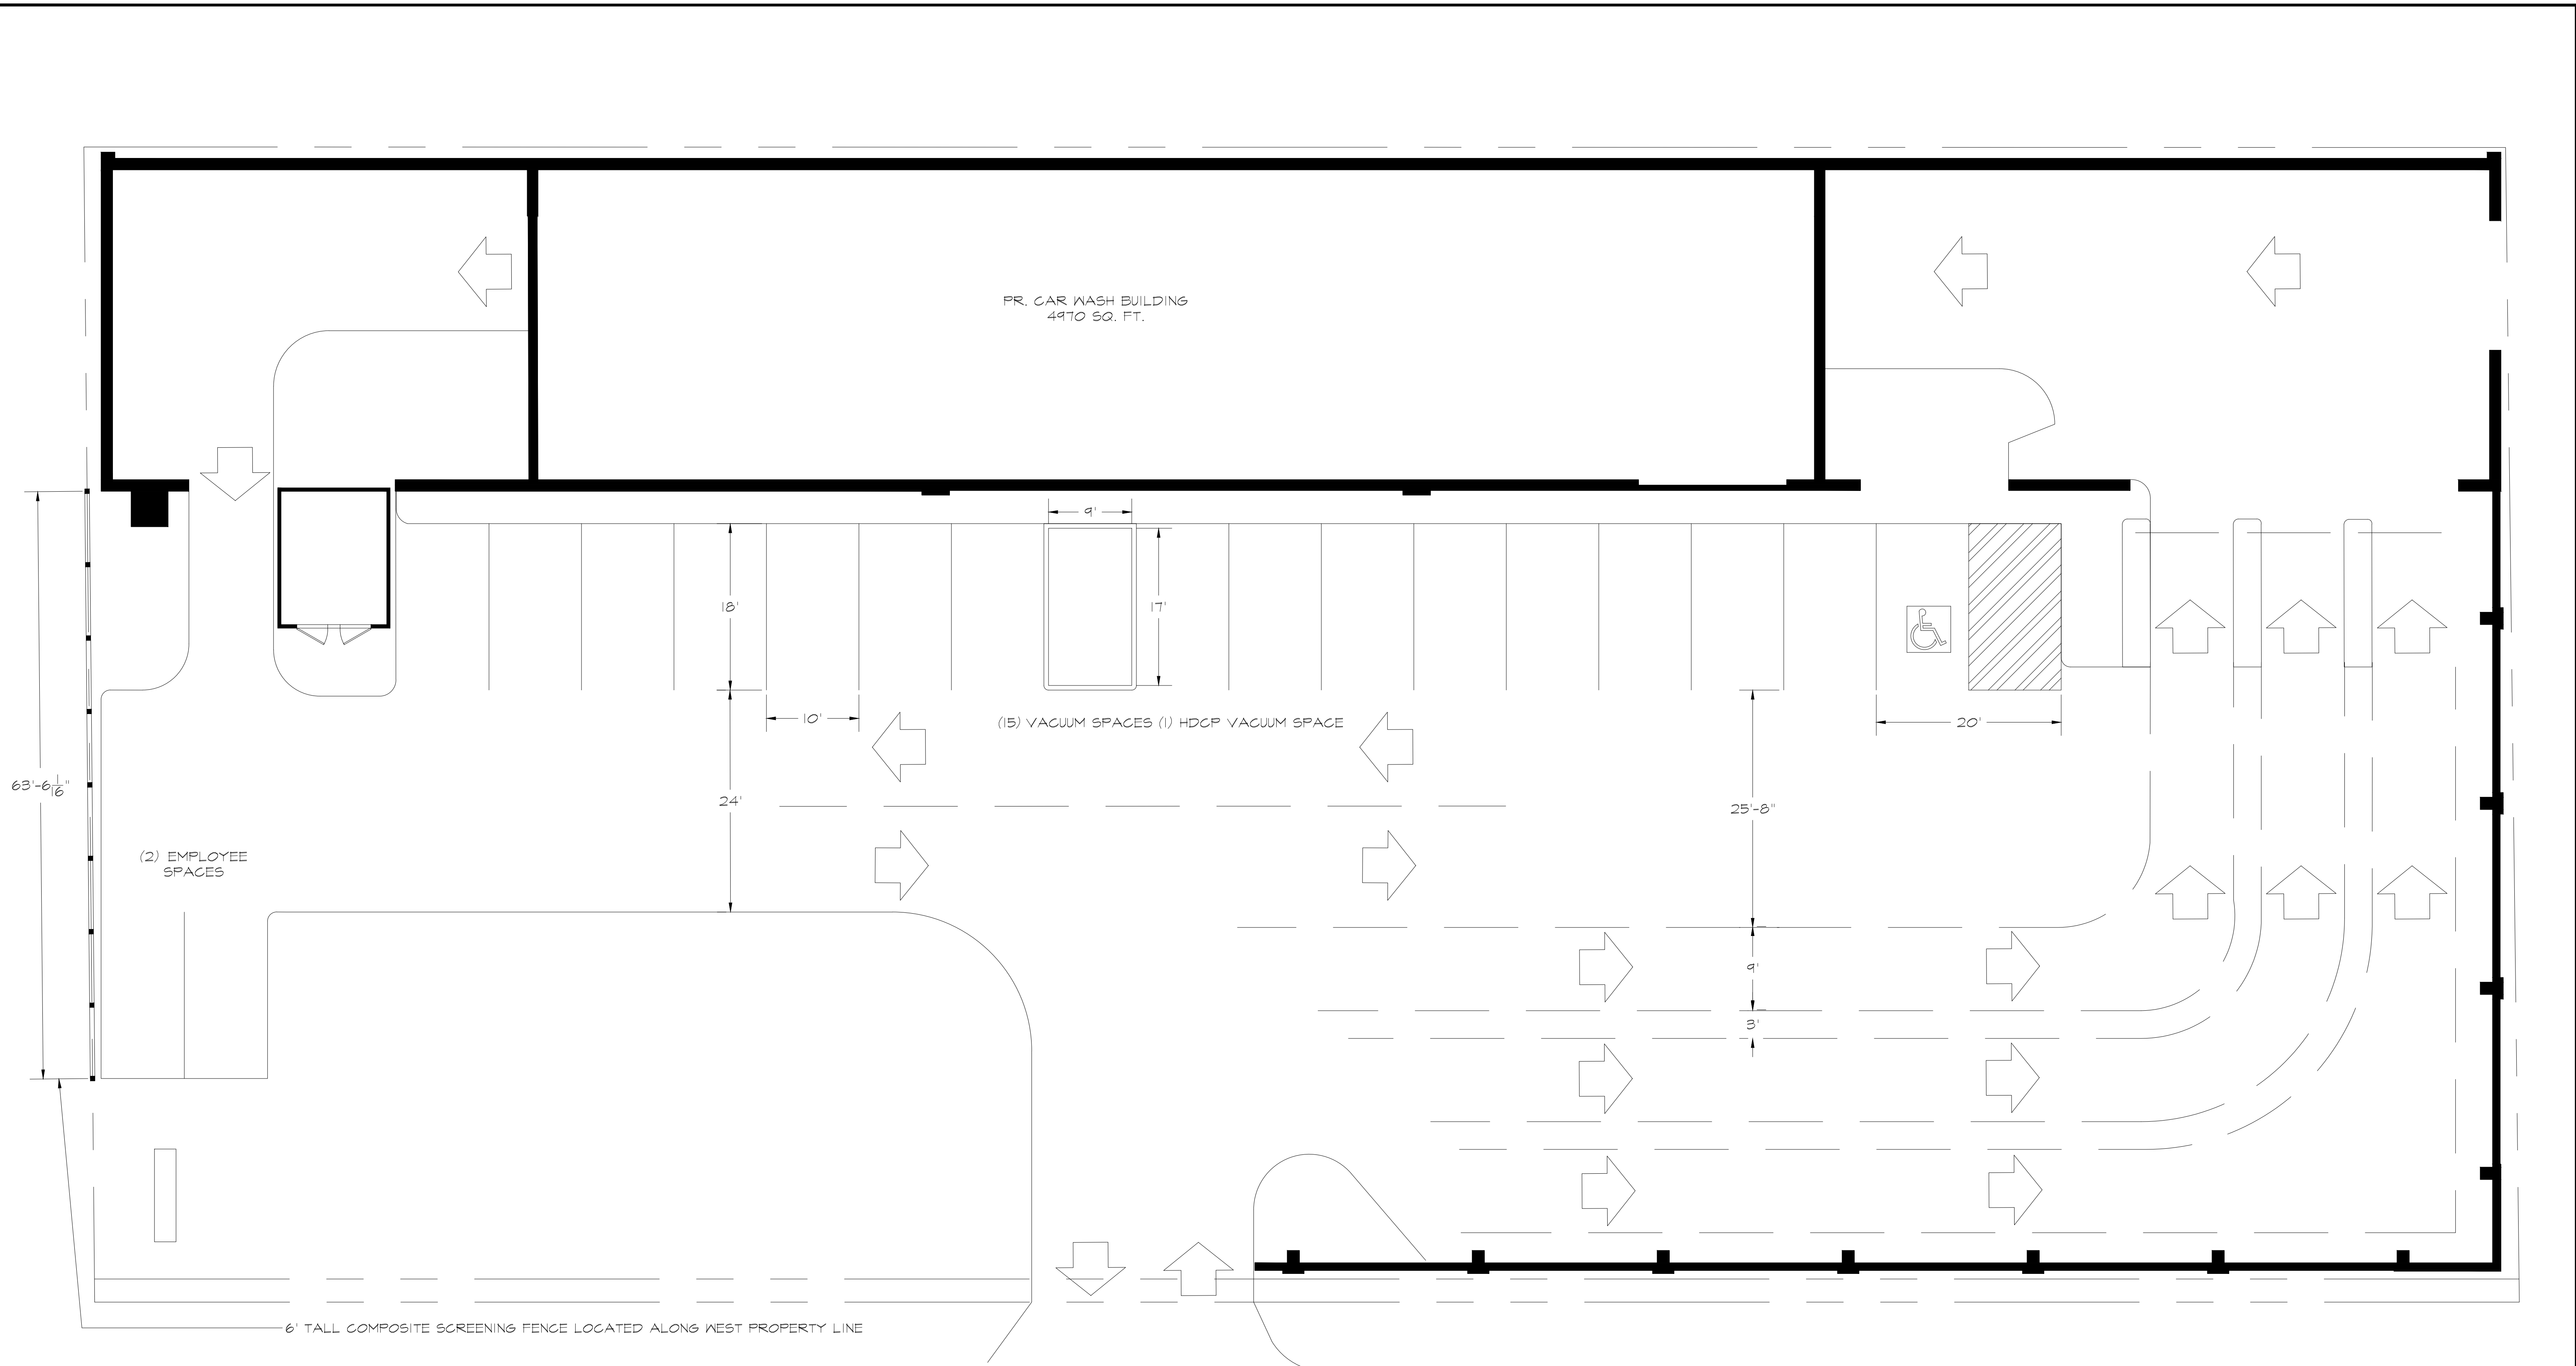 PR. CAR WASH BUILDING
4970 SQ. FT.
9'
18'
17'
10'
(15) VACUUM SPACES (1) HDCP VACUUM SPACE
20'
63'-6 1/16"
24'
25'-8"
(2) EMPLOYEE
SPACES
9'
3'
6' TALL COMPOSITE SCREENING FENCE LOCATED ALONG WEST PROPERTY LINE